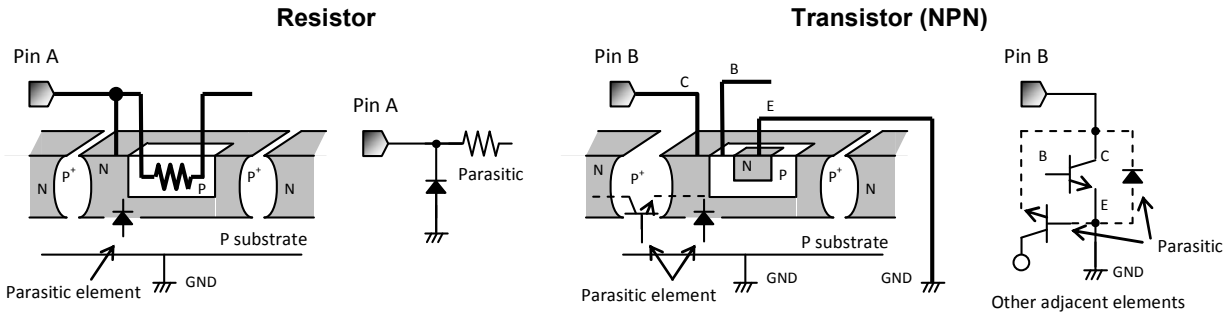 Resistor
Transistor (NPN)
Pin A
Pin A
N
P+
N
P
P+
N
Parasitic
P substrate
GND
Parasitic element
Pin B
C
B
E
N
P+
N
P
P+
N
P substrate
GND
GND
Parasitic element
Pin B
B
C
E
Parasitic
GND
Other adjacent elements